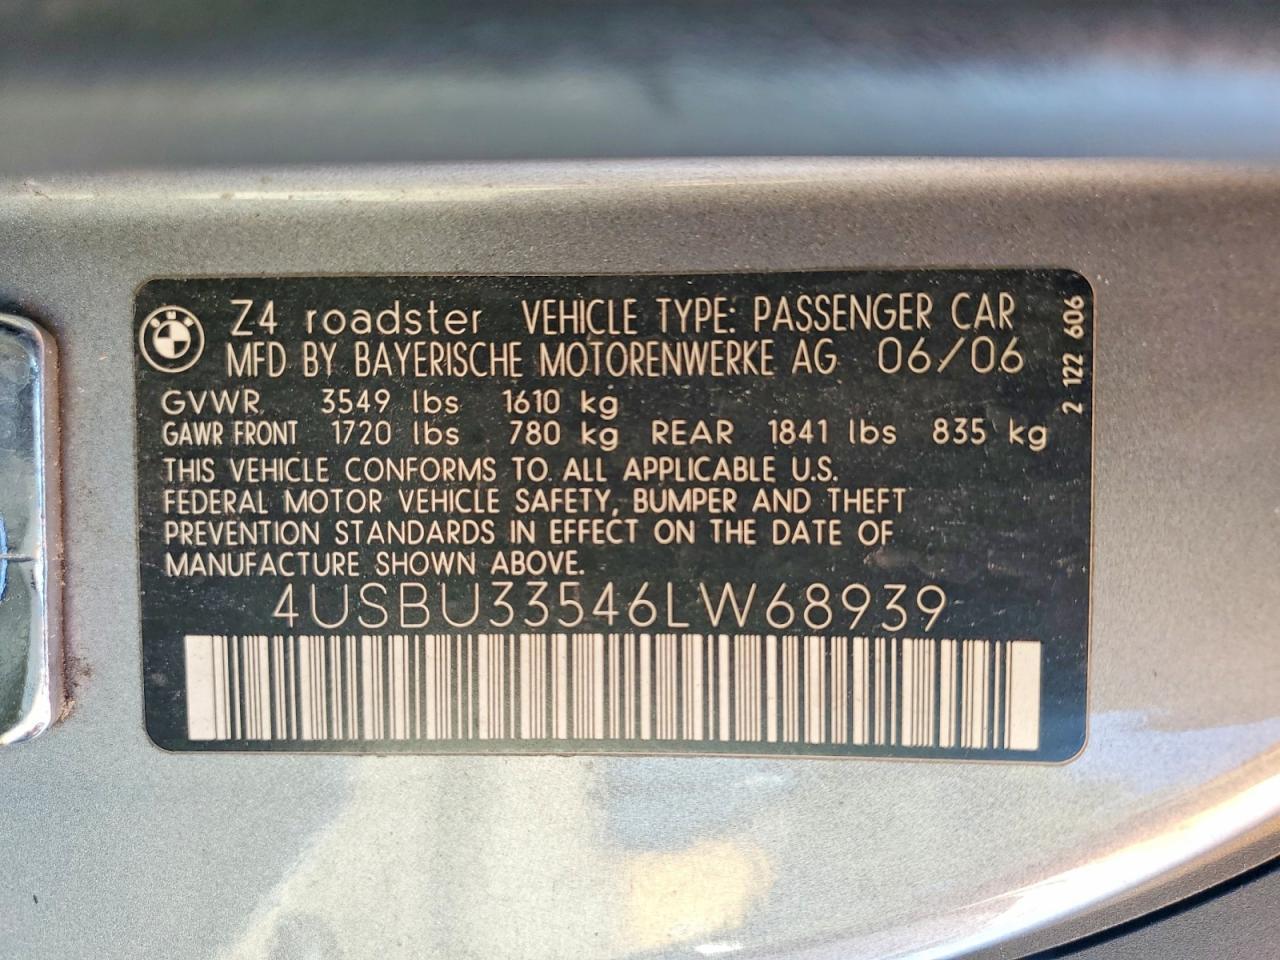 Z4 roadster VEHICLE TYPE: PASSENGER CAR
MFD BY BAYERISCHE MOTORENWERKE AG 06/06
GVWR 3549 lbs 1610 kg
GAWR FRONT 1720 lbs 780 kg REAR 1841 lbs 835 kg
THIS VEHICLE CONFORMS TO ALL APPLICABLE U.S.
FEDERAL MOTOR VEHICLE SAFETY, BUMPER AND THEFT
PREVENTION STANDARDS IN EFFECT ON THE DATE OF
MANUFACTURE SHOWN ABOVE.
4USBU33546LW68939
2 122 606